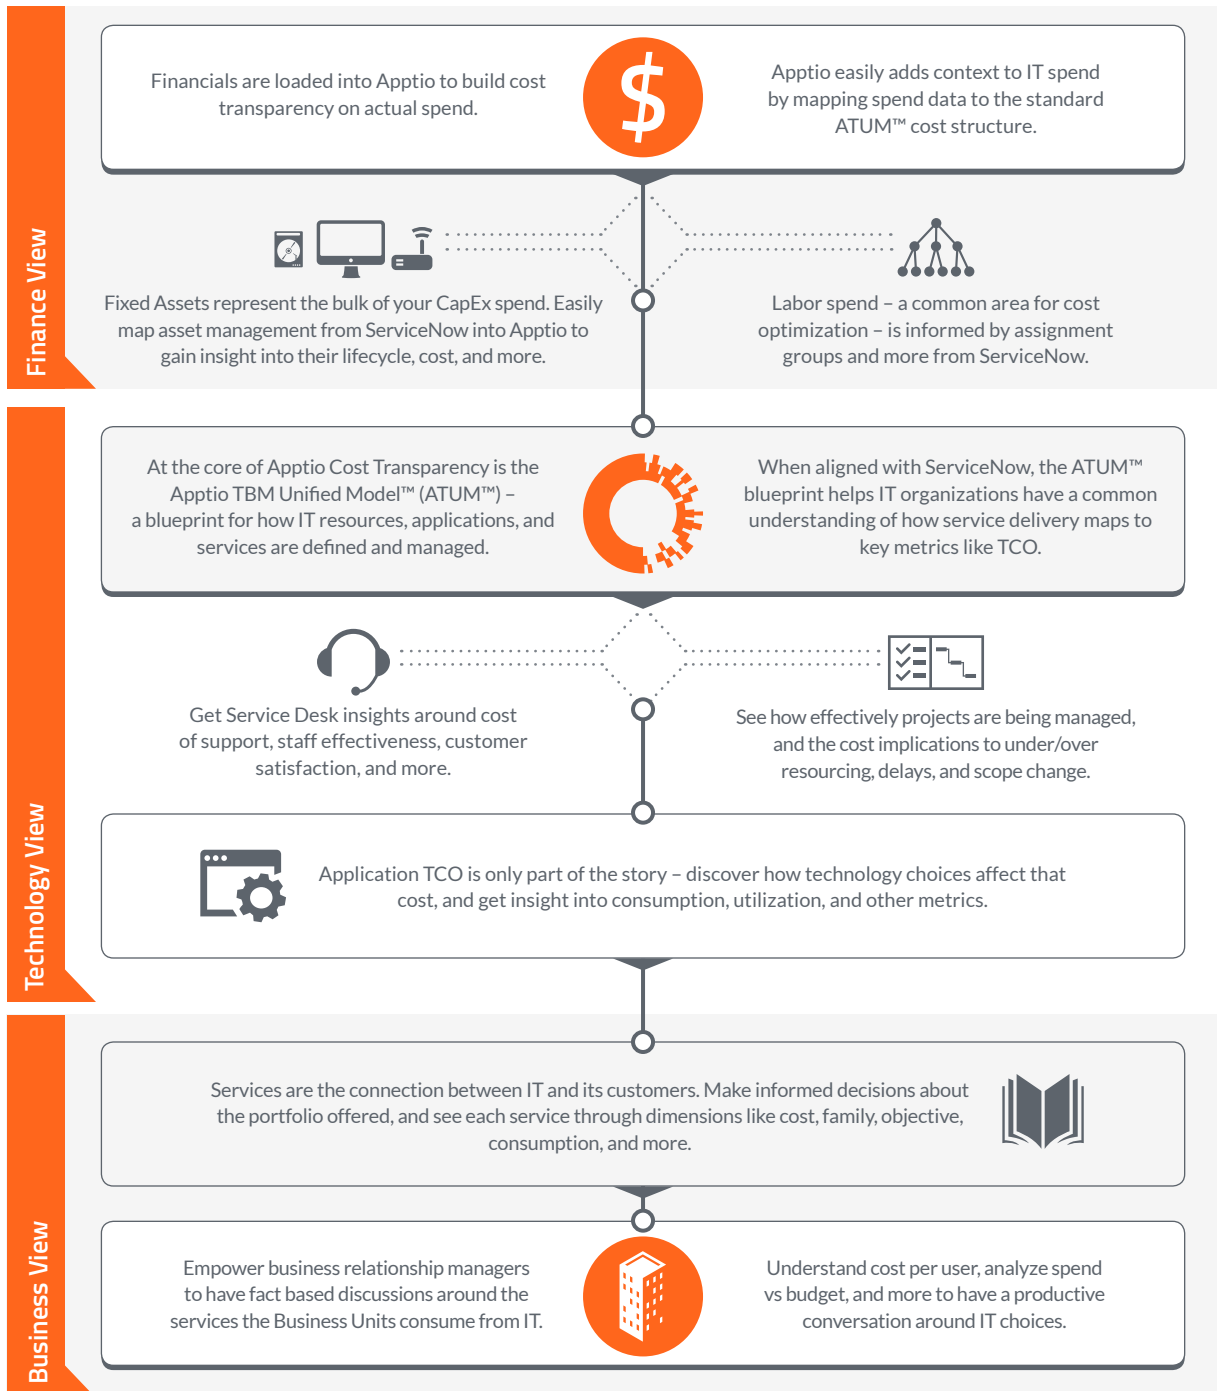 Finance View
Financials are loaded into Apptio to build cost
transparency on actual spend.
$
Apptio easily adds context to IT spend
by mapping spend data to the standard
ATUM™ cost structure.
Fixed Assets represent the bulk of your CapEx spend. Easily
map asset management from ServiceNow into Apptio to
gain insight into their lifecycle, cost, and more.
Labor spend – a common area for cost
optimization – is informed by assignment
groups and more from ServiceNow.
Technology View
At the core of Apptio Cost Transparency is the
Apptio TBM Unified Model™ (ATUM™) –
a blueprint for how IT resources, applications, and
services are defined and managed.
When aligned with ServiceNow, the ATUM™
blueprint helps IT organizations have a common
understanding of how service delivery maps to
key metrics like TCO.
Get Service Desk insights around cost
of support, staff effectiveness, customer
satisfaction, and more.
See how effectively projects are being managed,
and the cost implications to under/over
resourcing, delays, and scope change.
Application TCO is only part of the story – discover how technology choices affect that
cost, and get insight into consumption, utilization, and other metrics.
Business View
Services are the connection between IT and its customers. Make informed decisions about
the portfolio offered, and see each service through dimensions like cost, family, objective,
consumption, and more.
Empower business relationship managers
to have fact based discussions around the
services the Business Units consume from IT.
Understand cost per user, analyze spend
vs budget, and more to have a productive
conversation around IT choices.